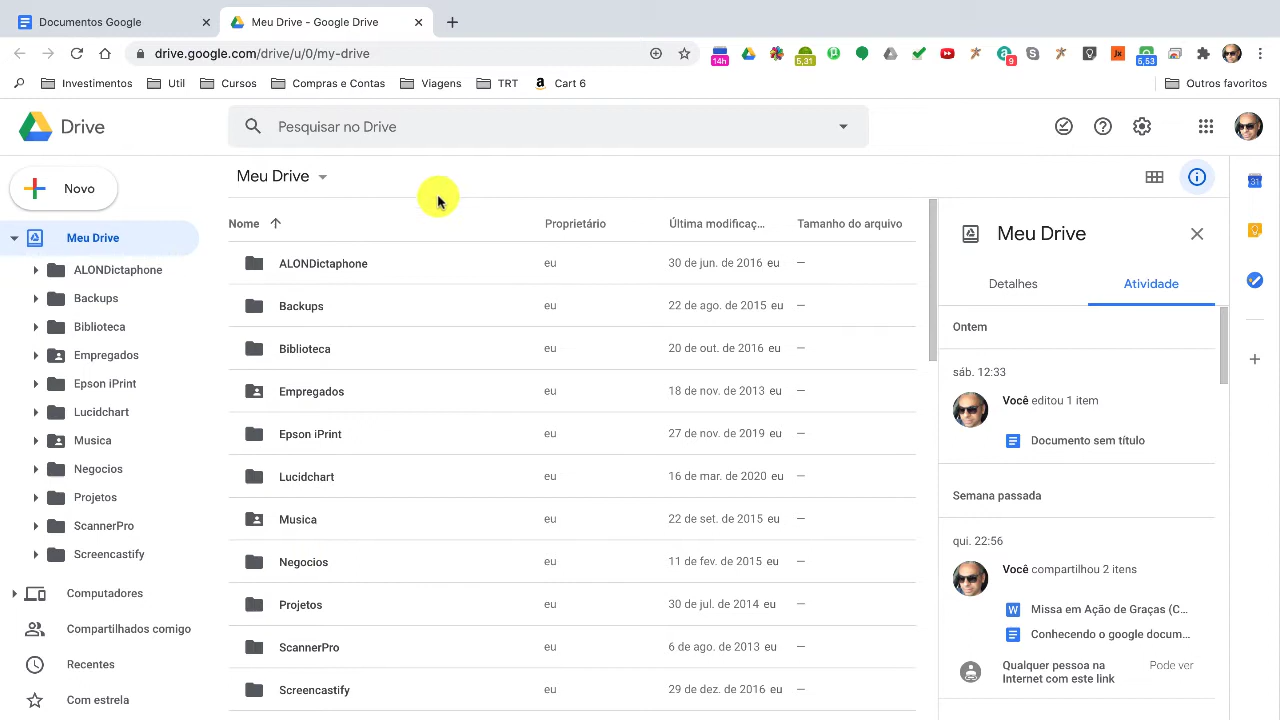 Documentos Google
Meu Drive - Google Drive
drive.google.com/drive/u/0/my-drive
14h
5,31
9
Jx
5,53
Investimentos
Util
Cursos
Compras e Contas
Viagens
TRT
Cart 6
Outros favoritos
Drive
Pesquisar no Drive
Novo
Meu Drive
Nome
Proprietário
Última modificaç...
Tamanho do arquivo
ALONDictaphone eu 30 de jun. de 2016 eu —
Backups eu 22 de ago. de 2015 eu —
Biblioteca eu 20 de out. de 2016 eu —
Empregados eu 18 de nov. de 2013 eu —
Epson iPrint eu 27 de nov. de 2019 eu —
Lucidchart eu 16 de mar. de 2020 eu —
Musica eu 22 de set. de 2015 eu —
Negocios eu 11 de fev. de 2015 eu —
Projetos eu 30 de jul. de 2014 eu —
ScannerPro eu 6 de ago. de 2013 eu —
Screencastify eu 29 de dez. de 2016 eu —
Meu Drive
ALONDictaphone
Backups
Biblioteca
Empregados
Epson iPrint
Lucidchart
Musica
Negocios
Projetos
ScannerPro
Screencastify
Computadores
Compartilhados comigo
Recentes
Com estrela
Meu Drive
Detalhes
Atividade
Ontem
sáb. 12:33
Você editou 1 item
Documento sem título
Semana passada
qui. 22:56
Você compartilhou 2 itens
W
Missa em Ação de Graças (C...
Conhecendo o google docum...
Qualquer pessoa na
Internet com este link
Pode ver
31